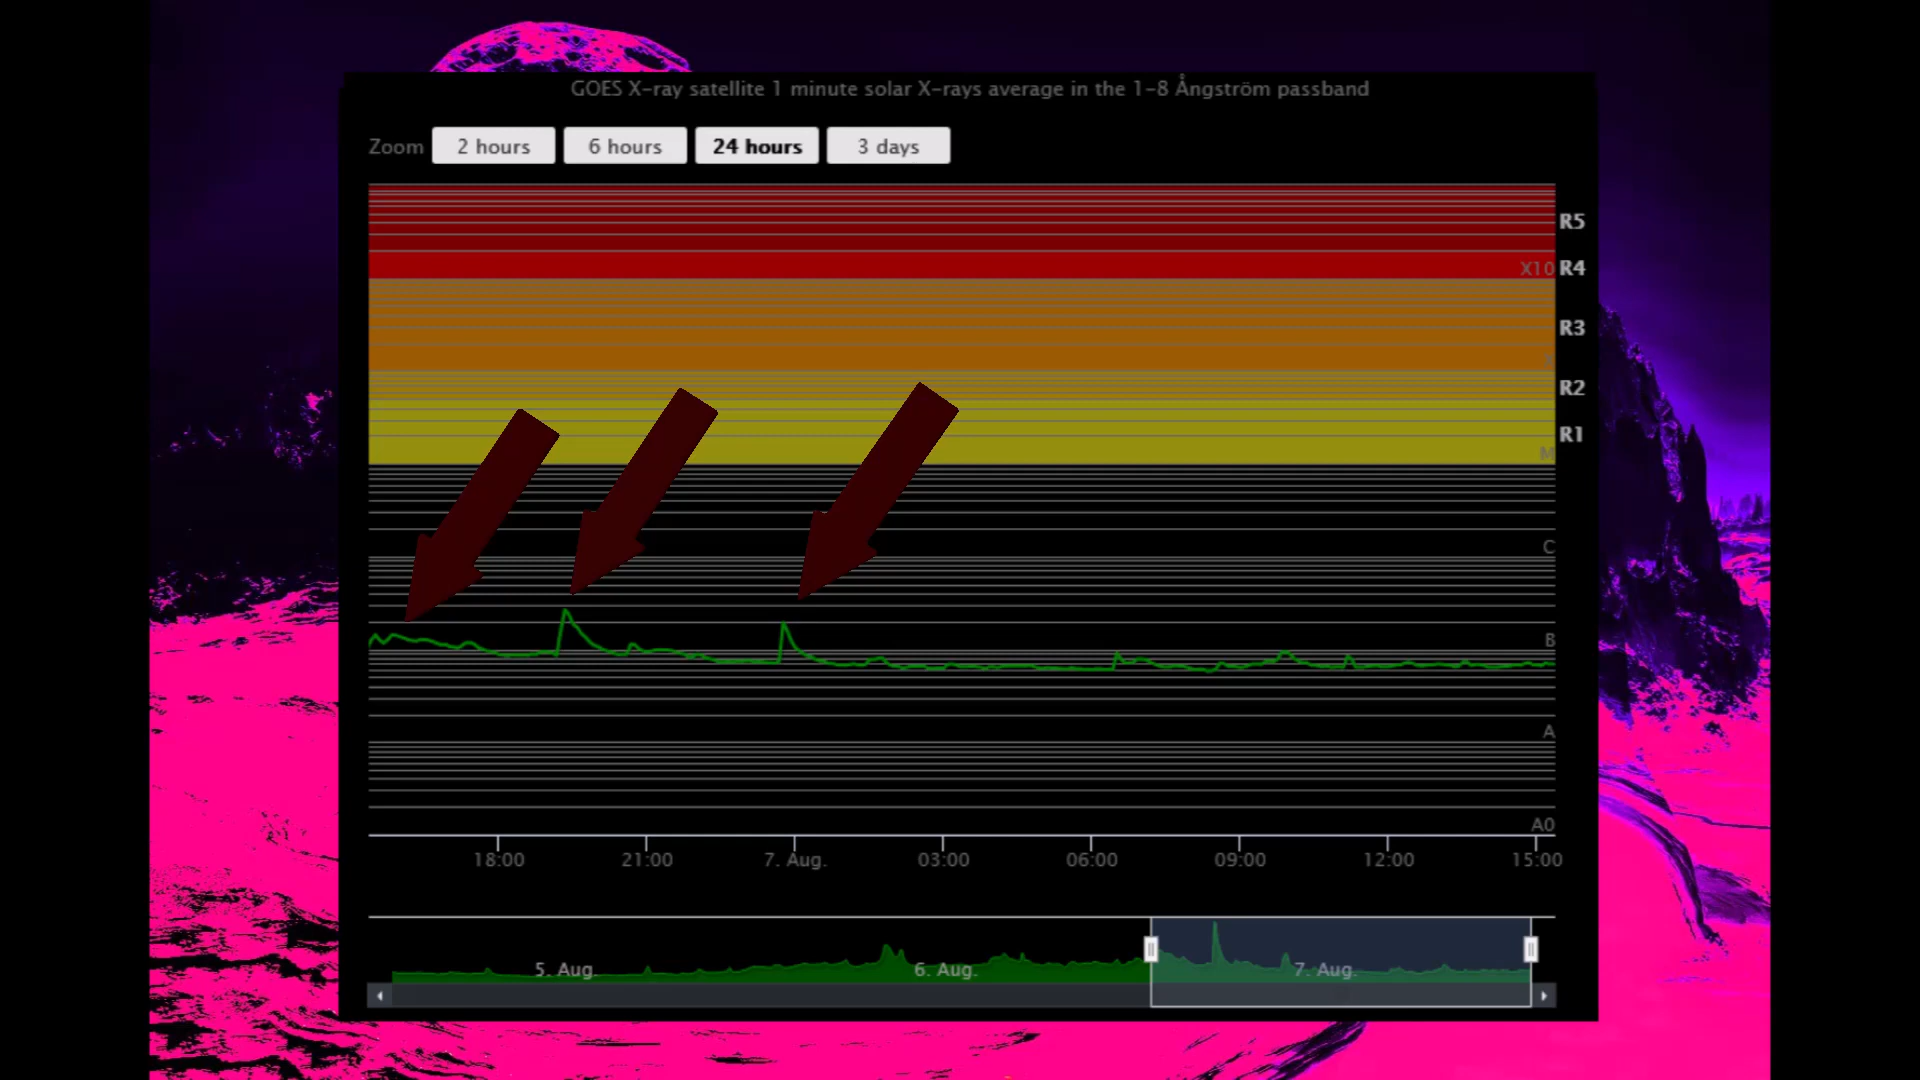 GOES X-ray satellite 1 minute solar X-rays average in the 1-8 Ångström passband
Zoom 2 hours 6 hours 24 hours 3 days
R5
X10 R4
R3
R2
R1
M
C
B
A
A0
18:00 21:00 7. Aug. 03:00 06:00 09:00 12:00 15:00
5. Aug. 6. Aug. 7. Aug.